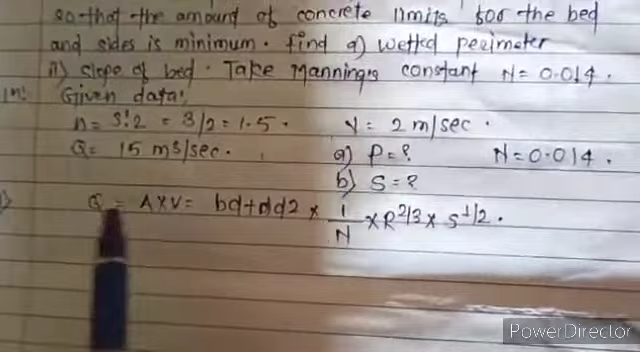 so that the amount of concrete limits for the bed
and sides is minimum. find a) wetted perimeter
ii) slope of bed. Take Manning's constant N = 0.014.
Given data:
n = 3:2 = 3/2 = 1.5. V = 2 m/sec.
Q = 15 m3/sec. a) P = ? N = 0.014.
b) S = ?
Q = A×V = bd+nd2 × 1/N × R2/3 × S1/2.
PowerDirector